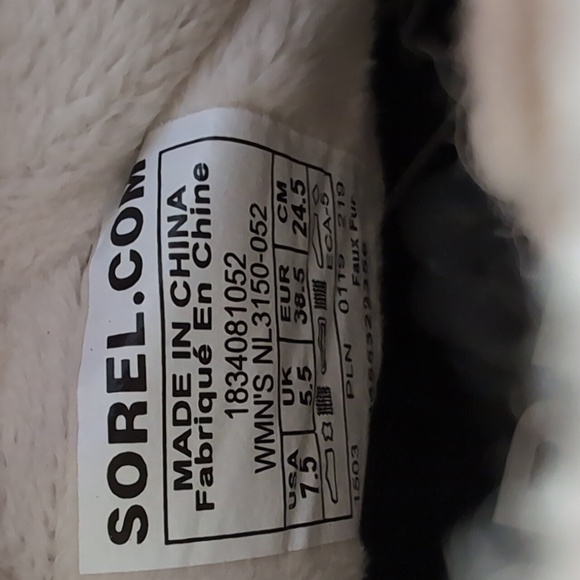 SOREL.COM
MADE IN CHINA
Fabriqué En Chine
1834081052
WMN'S NL3150-052
USA UK EUR CM
7.5 5.5 38.5 24.5
ECA-5
1503 PLN 0119 219
Faux Fur